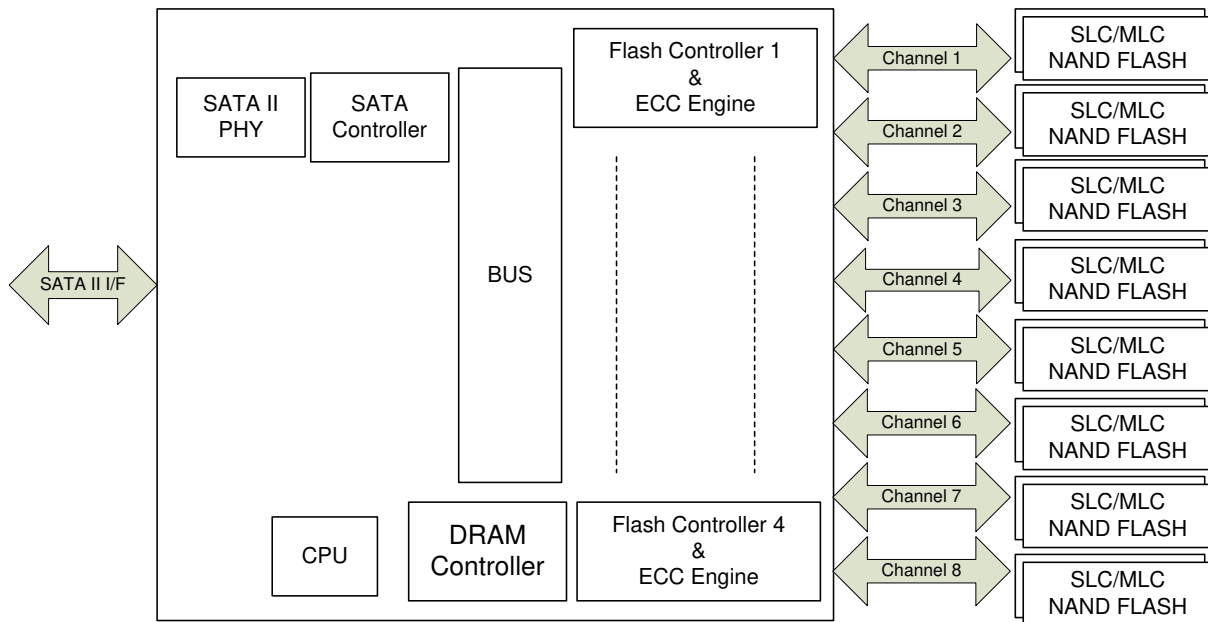 SATA II I/F
SATA II
PHY
SATA
Controller
BUS
CPU
DRAM
Controller
Flash Controller 1
&
ECC Engine
Flash Controller 4
&
ECC Engine
Channel 1
Channel 2
Channel 3
Channel 4
Channel 5
Channel 6
Channel 7
Channel 8
SLC/MLC
NAND FLASH
SLC/MLC
NAND FLASH
SLC/MLC
NAND FLASH
SLC/MLC
NAND FLASH
SLC/MLC
NAND FLASH
SLC/MLC
NAND FLASH
SLC/MLC
NAND FLASH
SLC/MLC
NAND FLASH